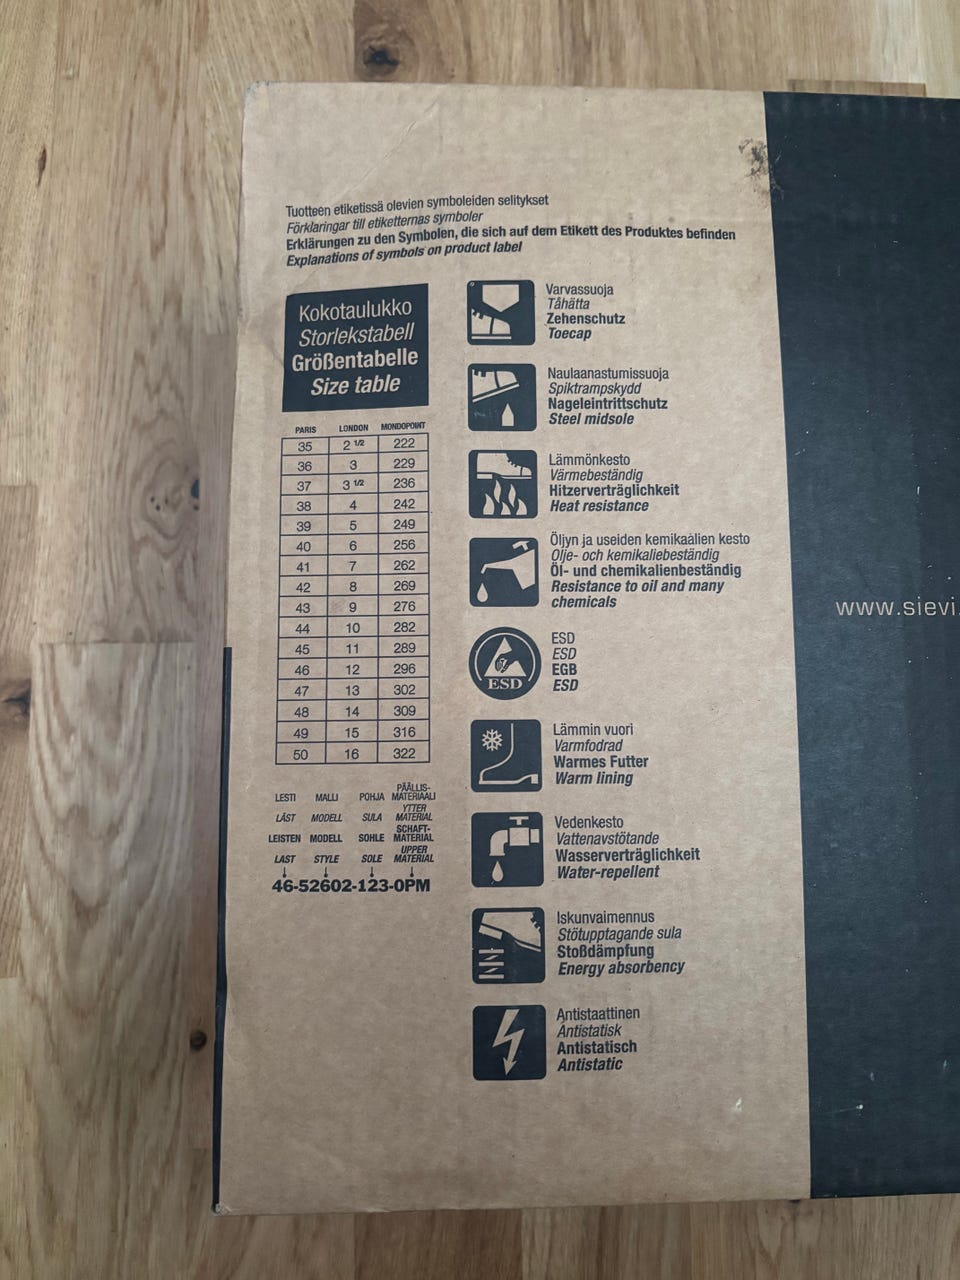 Tuotteen etiketissä olevien symboleiden selitykset
Förklaringar till etiketternas symboler
Erklärungen zu den Symbolen, die sich auf dem Etikett des Produktes befinden
Explanations of symbols on product label
Kokotaulukko
Storlekstabell
Größentabelle
Size table
PARIS LONDON MONDOPOINT
35 2 1/2 222
36 3 229
37 3 1/2 236
38 4 242
39 5 249
40 6 256
41 7 262
42 8 269
43 9 276
44 10 282
45 11 289
46 12 296
47 13 302
48 14 309
49 15 316
50 16 322
LESTI MALLI POHJA PÄÄLLIS-MATERIAALI
LÄST MODELL SULA YTTER MATERIAL
LEISTEN MODELL SOHLE SCHAFT-MATERIAL
LAST STYLE SOLE UPPER MATERIAL
46-52602-123-0PM
Varvassuoja
Tåhätta
Zehenschutz
Toecap
Naulaanastumissuoja
Spiktrampskydd
Nageleintrittschutz
Steel midsole
Lämmönkesto
Värmebeständig
Hitzerverträglichkeit
Heat resistance
Öljyn ja useiden kemikaalien kesto
Olje- och kemikaliebeständig
Öl- und chemikalienbeständig
Resistance to oil and many
chemicals
ESD
ESD
ESD
EGB
ESD
Lämmin vuori
Varmfodrad
Warmes Futter
Warm lining
Vedenkesto
Vattenavstötande
Wasserverträglichkeit
Water-repellent
Iskunvaimennus
Stötupptagande sula
Stoßdämpfung
Energy absorbency
Antistaattinen
Antistatisk
Antistatisch
Antistatic
www.sievi.